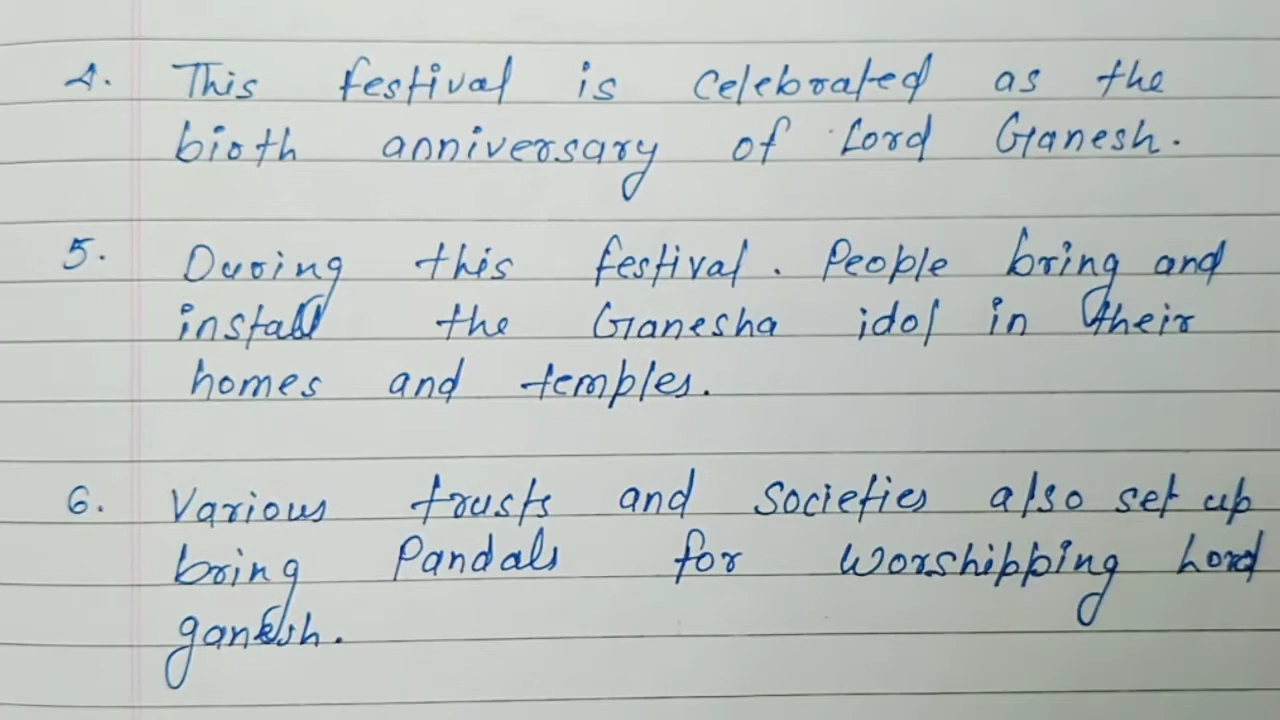 4. This festival is celebrated as the
birth anniversary of Lord Ganesh.
5. During this festival. People bring and
install the Ganesha idol in their
homes and temples.
6. Various trusts and societies also set up
bring Pandals for worshipping Lord
ganesh.